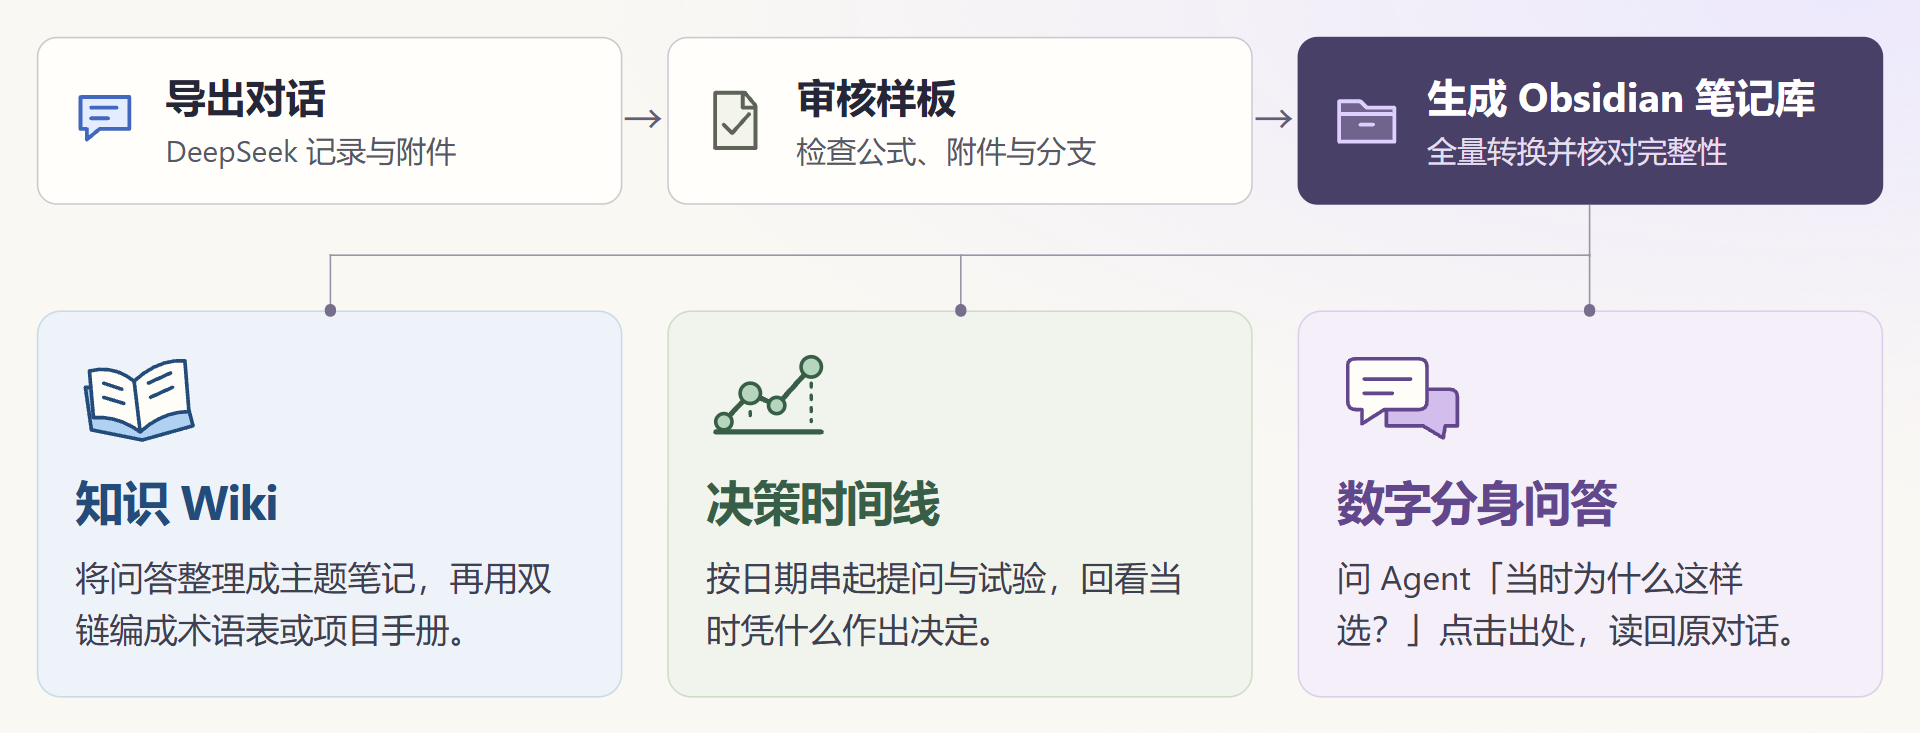 导出对话
DeepSeek 记录与附件
→
审核样板
检查公式、附件与分支
→
生成 Obsidian 笔记库
全量转换并核对完整性
知识 Wiki
将问答整理成主题笔记，再用双
链编成术语表或项目手册。
决策时间线
按日期串起提问与试验，回看当
时凭什么作出决定。
数字分身问答
问 Agent「当时为什么这样
选？」点击出处，读回原对话。